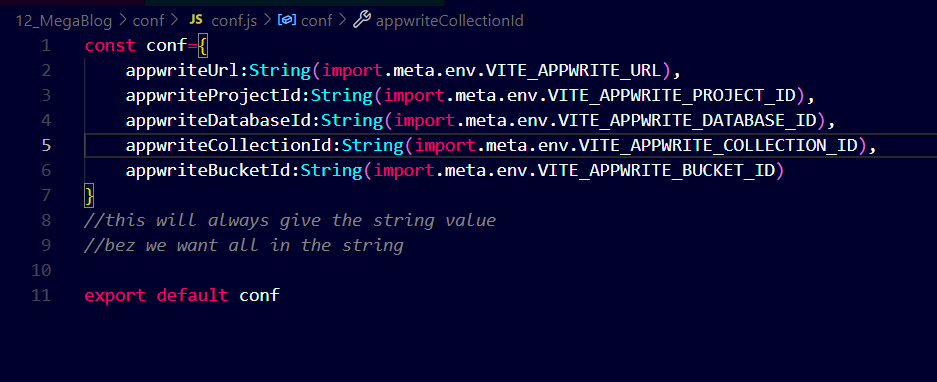 12_MegaBlog > conf > JS conf.js > conf > appwriteCollectionId
1 const conf={
2 appwriteUrl:String(import.meta.env.VITE_APPWRITE_URL),
3 appwriteProjectId:String(import.meta.env.VITE_APPWRITE_PROJECT_ID),
4 appwriteDatabaseId:String(import.meta.env.VITE_APPWRITE_DATABASE_ID),
5 appwriteCollectionId:String(import.meta.env.VITE_APPWRITE_COLLECTION_ID),
6 appwriteBucketId:String(import.meta.env.VITE_APPWRITE_BUCKET_ID)
7 }
8 //this will always give the string value
9 //bez we want all in the string
10
11 export default conf